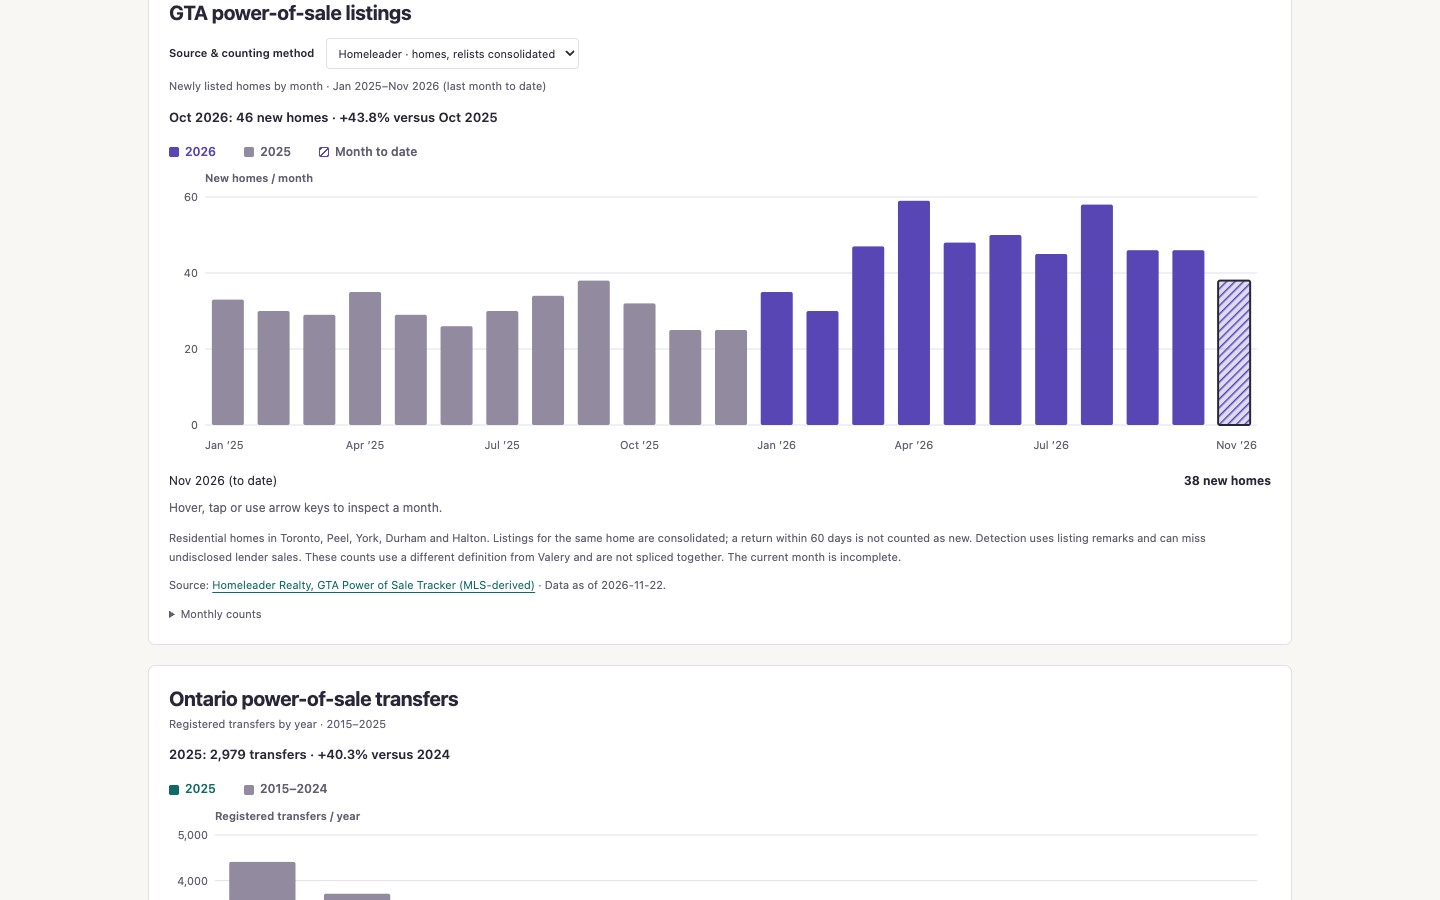 GTA power-of-sale listings
Source & counting method Homeleader · homes, relists consolidated
Newly listed homes by month · Jan 2025–Nov 2026 (last month to date)
Oct 2026: 46 new homes · +43.8% versus Oct 2025
2026 2025 Month to date
New homes / month
60
40
20
0
Jan ’25 Apr ’25 Jul ’25 Oct ’25 Jan ’26 Apr ’26 Jul ’26 Nov ’26
Nov 2026 (to date) 38 new homes
Hover, tap or use arrow keys to inspect a month.
Residential homes in Toronto, Peel, York, Durham and Halton. Listings for the same home are consolidated; a return within 60 days is not counted as new. Detection uses listing remarks and can miss
undisclosed lender sales. These counts use a different definition from Valery and are not spliced together. The current month is incomplete.
Source: Homeleader Realty, GTA Power of Sale Tracker (MLS-derived) · Data as of 2026-11-22.
Monthly counts
Ontario power-of-sale transfers
Registered transfers by year · 2015–2025
2025: 2,979 transfers · +40.3% versus 2024
2025 2015–2024
Registered transfers / year
5,000
4,000